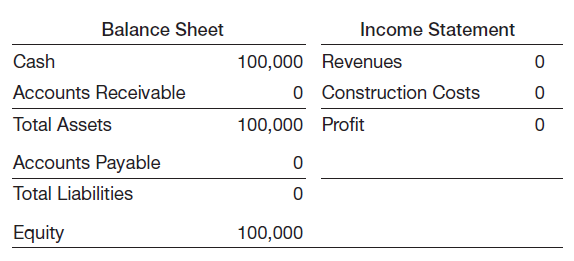 Balance Sheet Income Statement
Cash 100,000 Revenues 0
Accounts Receivable 0 Construction Costs 0
Total Assets 100,000 Profit 0
Accounts Payable 0
Total Liabilities 0
Equity 100,000